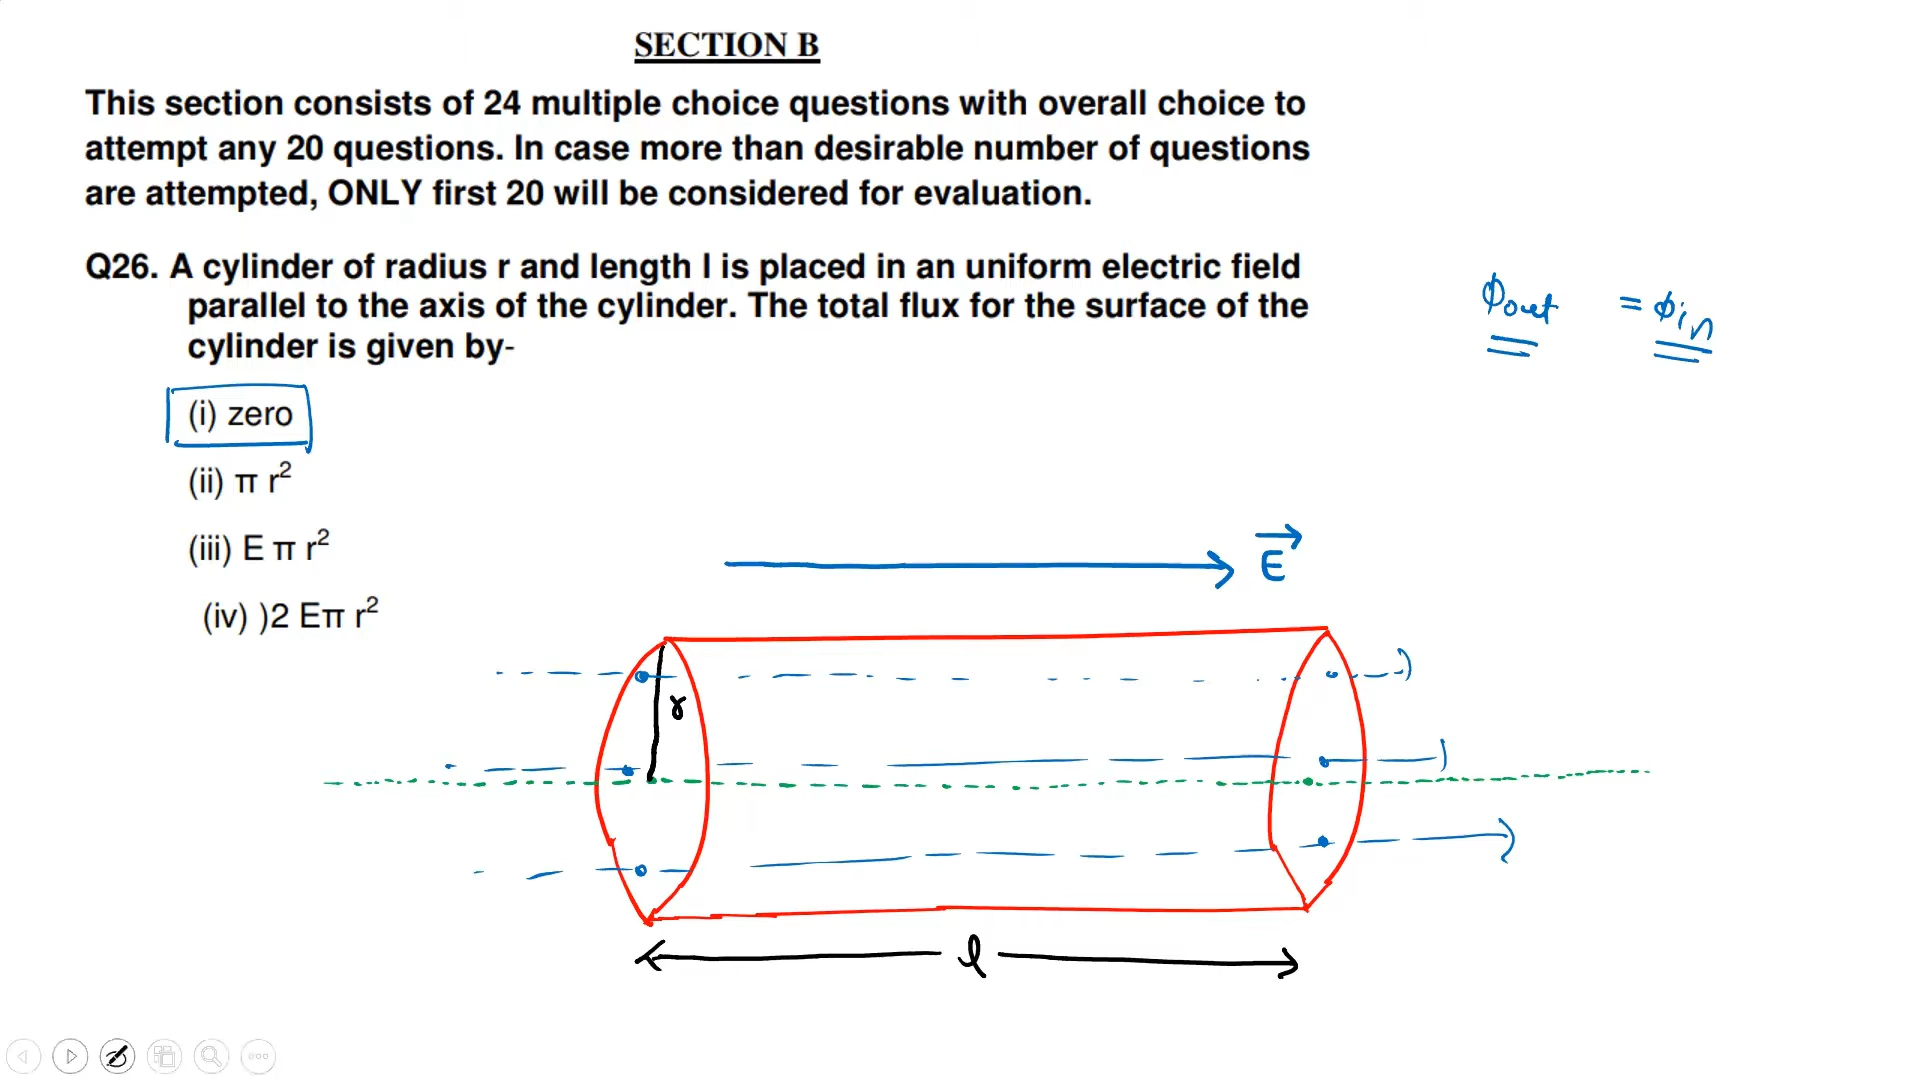 SECTION B
This section consists of 24 multiple choice questions with overall choice to
attempt any 20 questions. In case more than desirable number of questions
are attempted, ONLY first 20 will be considered for evaluation.
Q26. A cylinder of radius r and length l is placed in an uniform electric field
parallel to the axis of the cylinder. The total flux for the surface of the
cylinder is given by-
ϕout = ϕin
(i) zero
(ii) π r²
(iii) E π r²
(iv) )2 Eπ r²
E
r
l